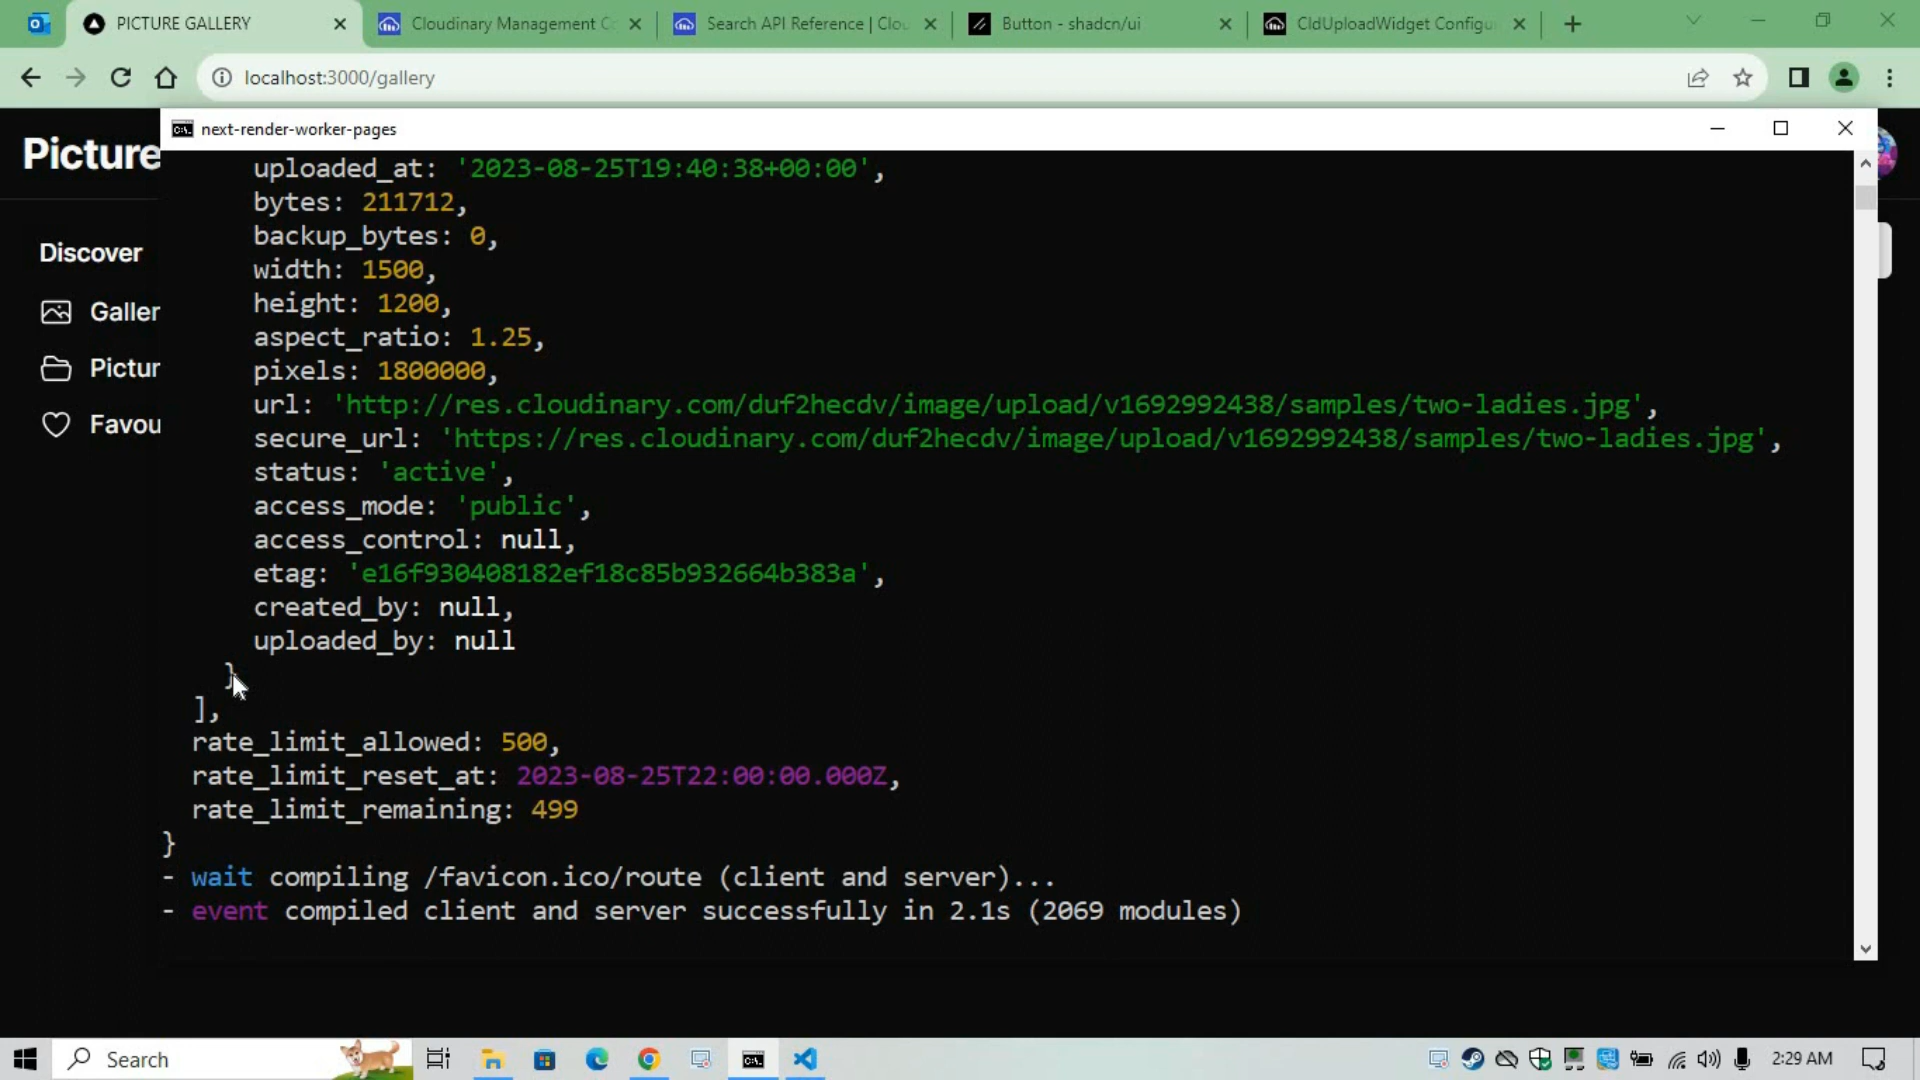 PICTURE GALLERY
Cloudinary Management Co
Search API Reference | Clou
Button - shadcn/ui
CldUploadWidget Configu
localhost:3000/gallery
next-render-worker-pages
Picture
Discover
Galler
Pictur
Favou
uploaded_at: '2023-08-25T19:40:38+00:00',
bytes: 211712,
backup_bytes: 0,
width: 1500,
height: 1200,
aspect_ratio: 1.25,
pixels: 1800000,
url: 'http://res.cloudinary.com/duf2hecdv/image/upload/v1692992438/samples/two-ladies.jpg',
secure_url: 'https://res.cloudinary.com/duf2hecdv/image/upload/v1692992438/samples/two-ladies.jpg',
status: 'active',
access_mode: 'public',
access_control: null,
etag: 'e16f930408182ef18c85b932664b383a',
created_by: null,
uploaded_by: null
}
],
rate_limit_allowed: 500,
rate_limit_reset_at: 2023-08-25T22:00:00.000Z,
rate_limit_remaining: 499
}
- wait compiling /favicon.ico/route (client and server)...
- event compiled client and server successfully in 2.1s (2069 modules)
Search
2:29 AM